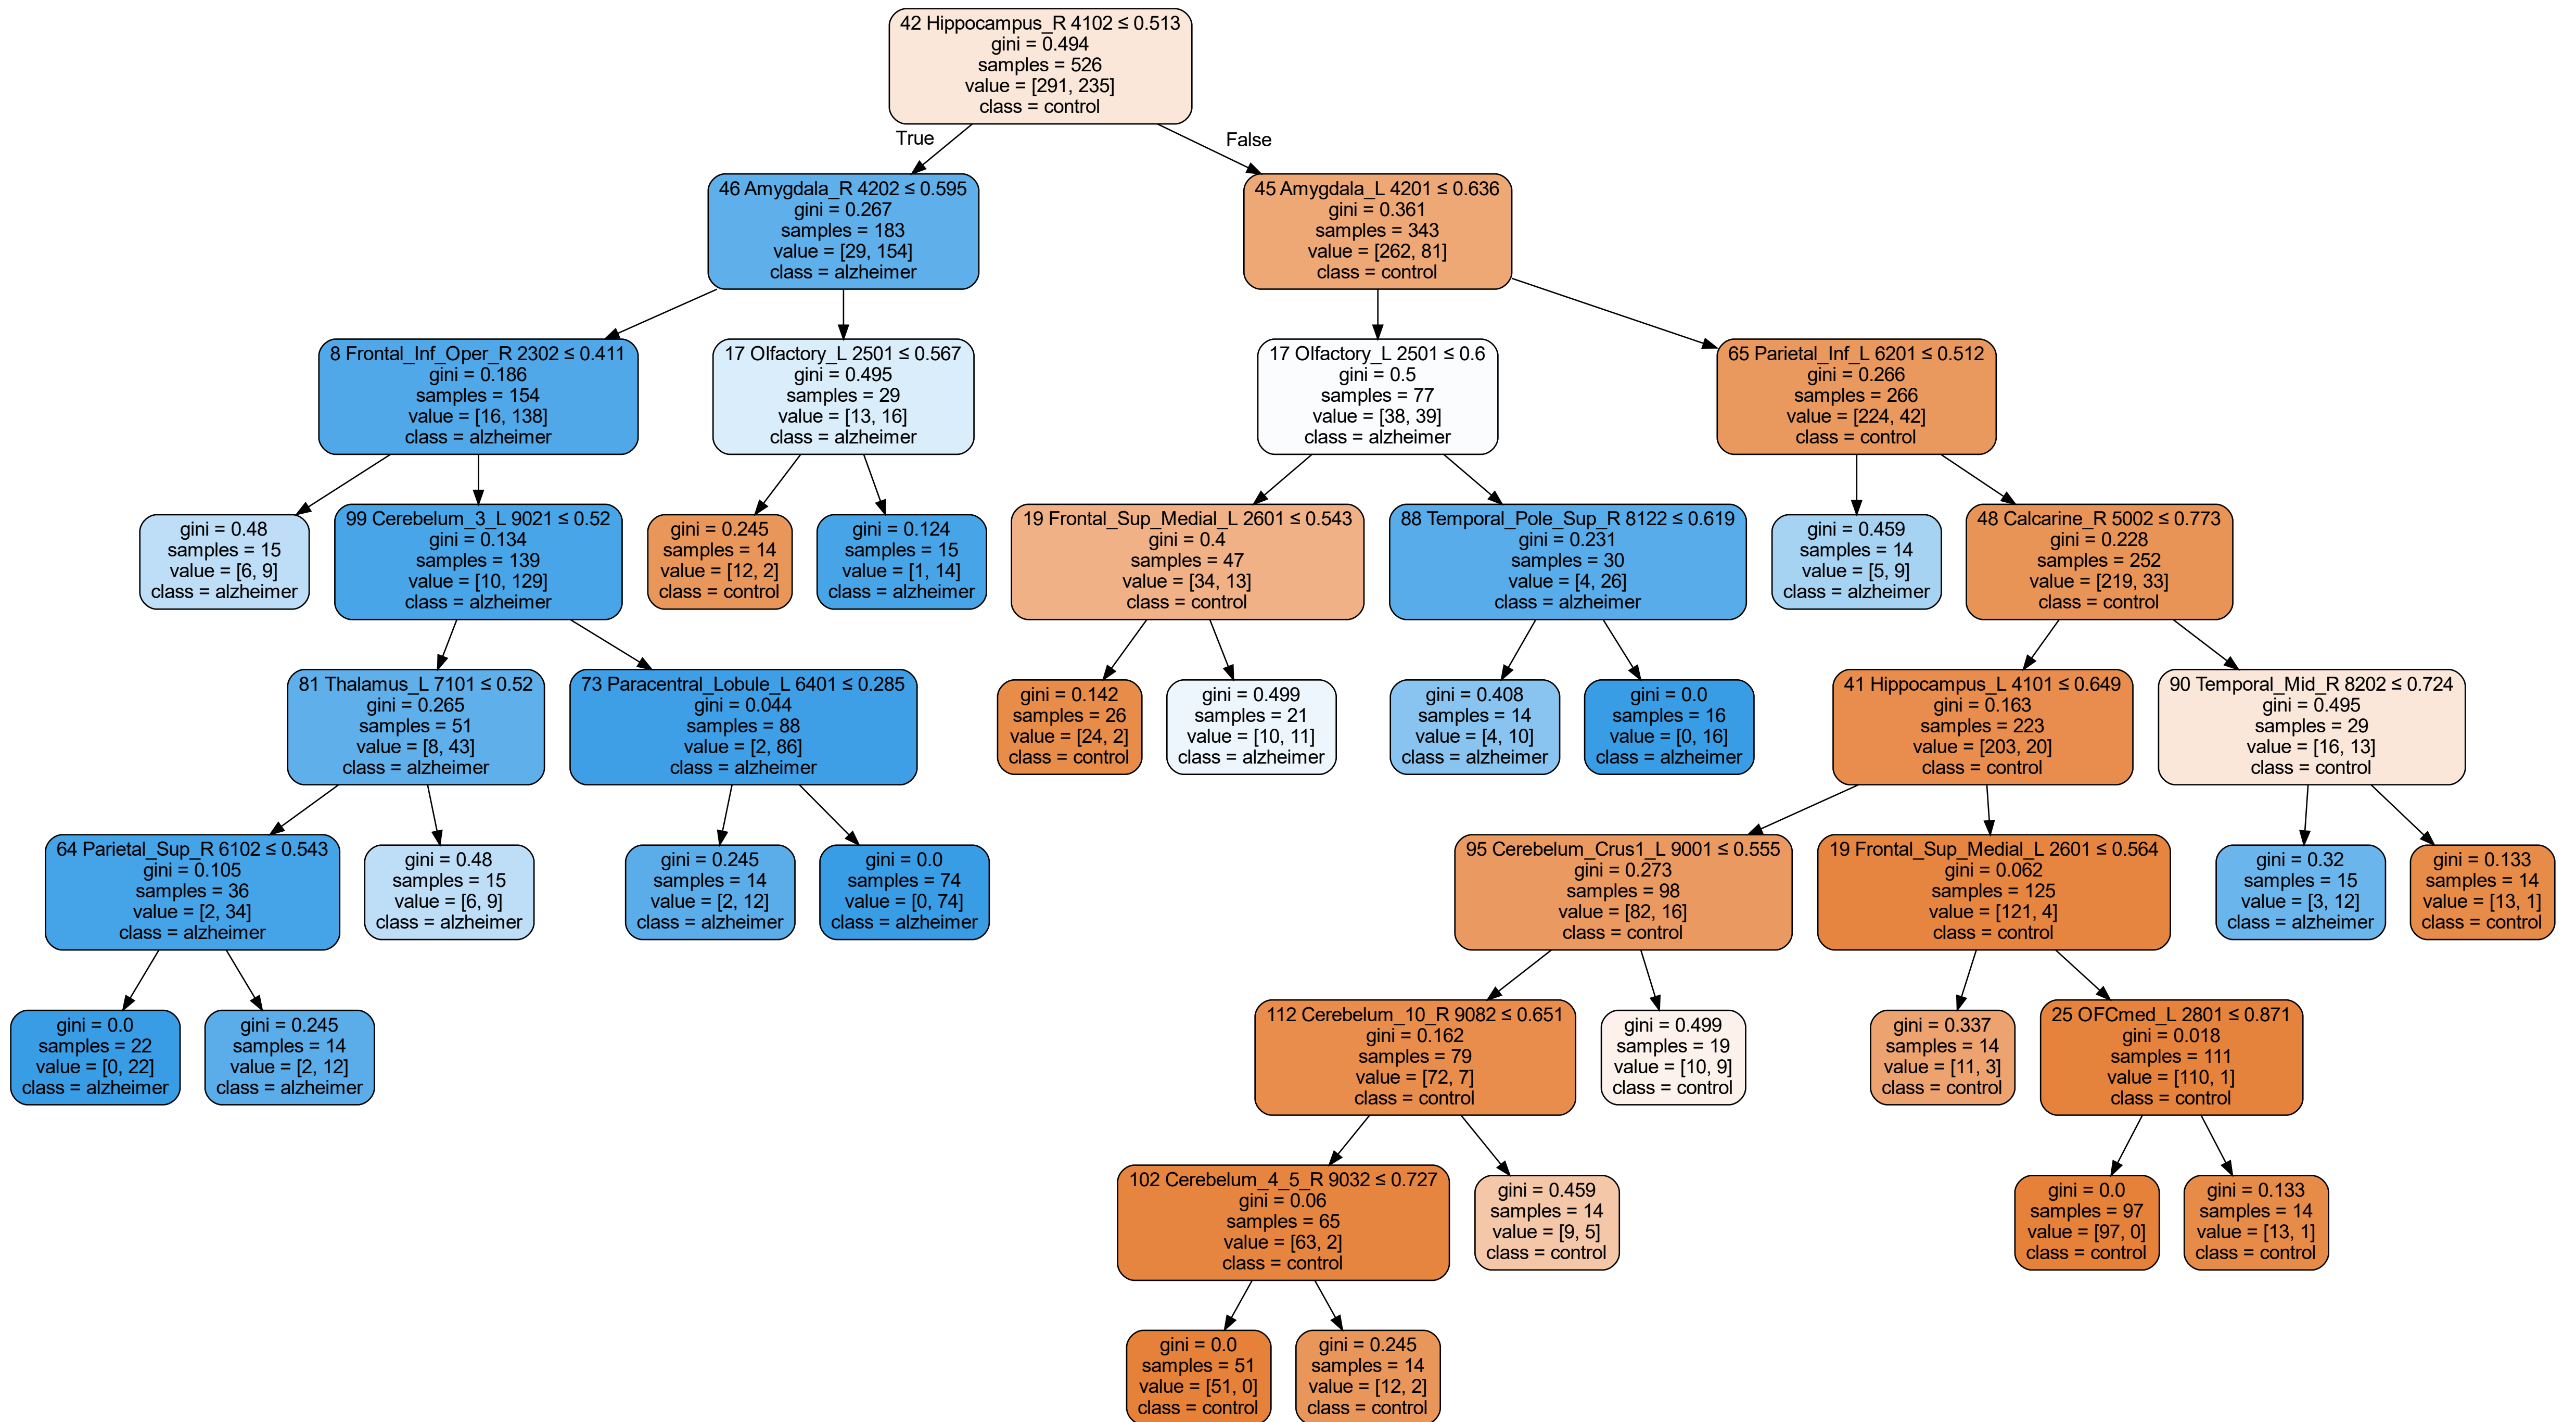 42 Hippocampus_R 4102 ≤ 0.513
gini = 0.494
samples = 526
value = [291, 235]
class = control
True
False
46 Amygdala_R 4202 ≤ 0.595
gini = 0.267
samples = 183
value = [29, 154]
class = alzheimer
45 Amygdala_L 4201 ≤ 0.636
gini = 0.361
samples = 343
value = [262, 81]
class = control
8 Frontal_Inf_Oper_R 2302 ≤ 0.411
gini = 0.186
samples = 154
value = [16, 138]
class = alzheimer
17 Olfactory_L 2501 ≤ 0.567
gini = 0.495
samples = 29
value = [13, 16]
class = alzheimer
17 Olfactory_L 2501 ≤ 0.6
gini = 0.5
samples = 77
value = [38, 39]
class = alzheimer
65 Parietal_Inf_L 6201 ≤ 0.512
gini = 0.266
samples = 266
value = [224, 42]
class = control
gini = 0.48
samples = 15
value = [6, 9]
class = alzheimer
99 Cerebelum_3_L 9021 ≤ 0.52
gini = 0.134
samples = 139
value = [10, 129]
class = alzheimer
gini = 0.245
samples = 14
value = [12, 2]
class = control
gini = 0.124
samples = 15
value = [1, 14]
class = alzheimer
19 Frontal_Sup_Medial_L 2601 ≤ 0.543
gini = 0.4
samples = 47
value = [34, 13]
class = control
88 Temporal_Pole_Sup_R 8122 ≤ 0.619
gini = 0.231
samples = 30
value = [4, 26]
class = alzheimer
gini = 0.459
samples = 14
value = [5, 9]
class = alzheimer
48 Calcarine_R 5002 ≤ 0.773
gini = 0.228
samples = 252
value = [219, 33]
class = control
81 Thalamus_L 7101 ≤ 0.52
gini = 0.265
samples = 51
value = [8, 43]
class = alzheimer
73 Paracentral_Lobule_L 6401 ≤ 0.285
gini = 0.044
samples = 88
value = [2, 86]
class = alzheimer
gini = 0.142
samples = 26
value = [24, 2]
class = control
gini = 0.499
samples = 21
value = [10, 11]
class = alzheimer
gini = 0.408
samples = 14
value = [4, 10]
class = alzheimer
gini = 0.0
samples = 16
value = [0, 16]
class = alzheimer
41 Hippocampus_L 4101 ≤ 0.649
gini = 0.163
samples = 223
value = [203, 20]
class = control
90 Temporal_Mid_R 8202 ≤ 0.724
gini = 0.495
samples = 29
value = [16, 13]
class = control
64 Parietal_Sup_R 6102 ≤ 0.543
gini = 0.105
samples = 36
value = [2, 34]
class = alzheimer
gini = 0.48
samples = 15
value = [6, 9]
class = alzheimer
gini = 0.245
samples = 14
value = [2, 12]
class = alzheimer
gini = 0.0
samples = 74
value = [0, 74]
class = alzheimer
95 Cerebelum_Crus1_L 9001 ≤ 0.555
gini = 0.273
samples = 98
value = [82, 16]
class = control
19 Frontal_Sup_Medial_L 2601 ≤ 0.564
gini = 0.062
samples = 125
value = [121, 4]
class = control
gini = 0.32
samples = 15
value = [3, 12]
class = alzheimer
gini = 0.133
samples = 14
value = [13, 1]
class = control
gini = 0.0
samples = 22
value = [0, 22]
class = alzheimer
gini = 0.245
samples = 14
value = [2, 12]
class = alzheimer
112 Cerebelum_10_R 9082 ≤ 0.651
gini = 0.162
samples = 79
value = [72, 7]
class = control
gini = 0.499
samples = 19
value = [10, 9]
class = control
gini = 0.337
samples = 14
value = [11, 3]
class = control
25 OFCmed_L 2801 ≤ 0.871
gini = 0.018
samples = 111
value = [110, 1]
class = control
102 Cerebelum_4_5_R 9032 ≤ 0.727
gini = 0.06
samples = 65
value = [63, 2]
class = control
gini = 0.459
samples = 14
value = [9, 5]
class = control
gini = 0.0
samples = 97
value = [97, 0]
class = control
gini = 0.133
samples = 14
value = [13, 1]
class = control
gini = 0.0
samples = 51
value = [51, 0]
class = control
gini = 0.245
samples = 14
value = [12, 2]
class = control